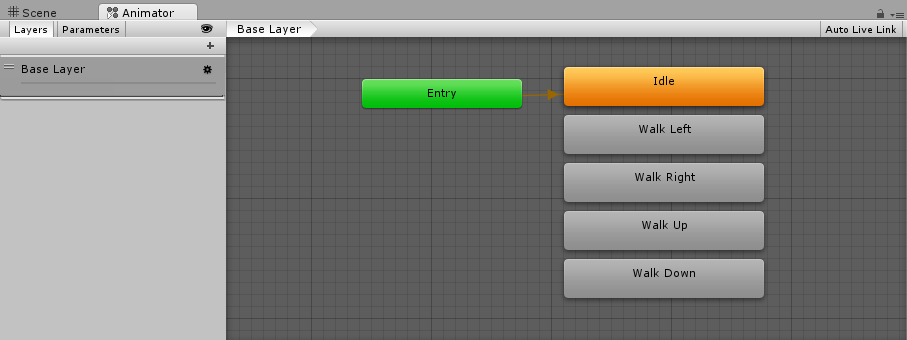 Scene Animator
Layers Parameters Base Layer Auto Live Link
+
Base Layer
Entry
Idle
Walk Left
Walk Right
Walk Up
Walk Down